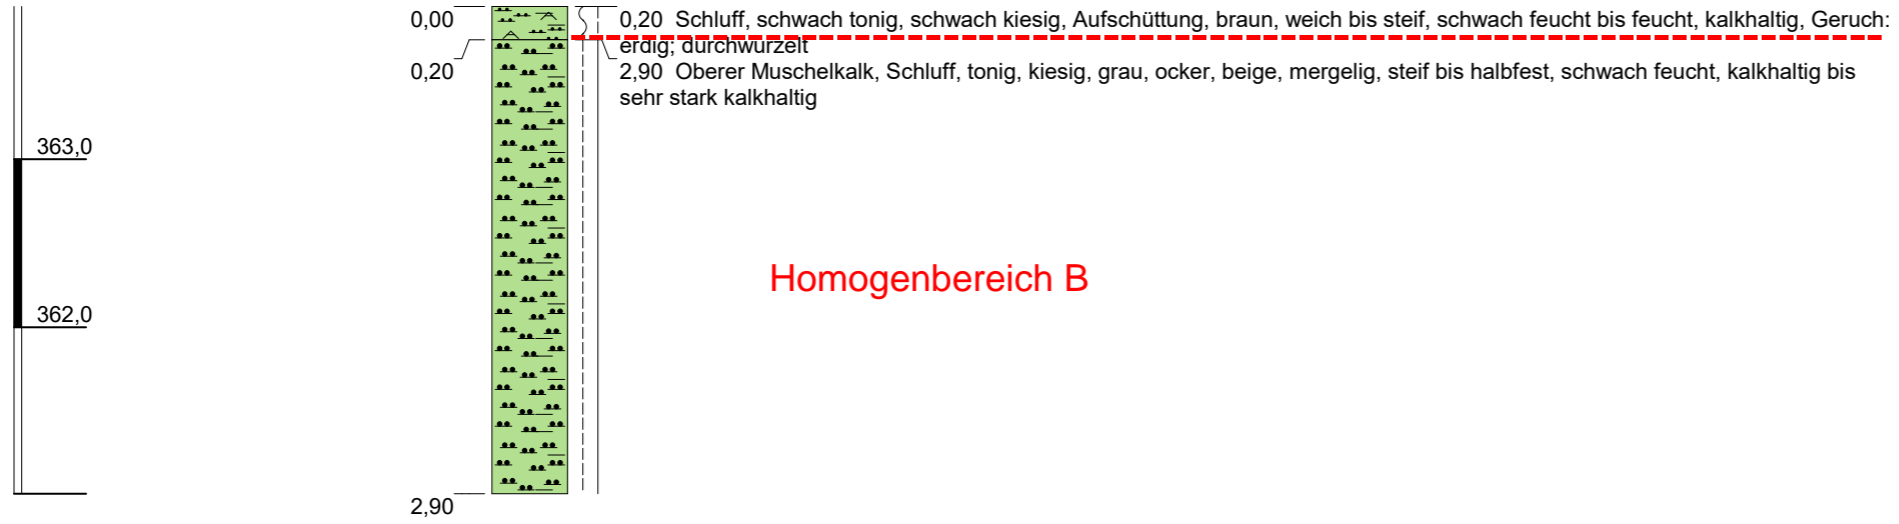 0,00
0,20 Schluff, schwach tonig, schwach kiesig, Aufschüttung, braun, weich bis steif, schwach feucht bis feucht, kalkhaltig, Geruch:
erdig; durchwurzelt
0,20
2,90 Oberer Muschelkalk, Schluff, tonig, kiesig, grau, ocker, beige, mergelig, steif bis halbfest, schwach feucht, kalkhaltig bis
sehr stark kalkhaltig
363,0
Homogenbereich B
362,0
2,90